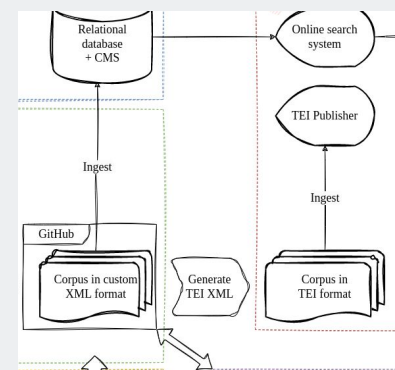 Relational
database
+ CMS
Online search
system
TEI Publisher
Ingest
Ingest
GitHub
Corpus in custom
XML format
Generate
TEI XML
Corpus in
TEI format